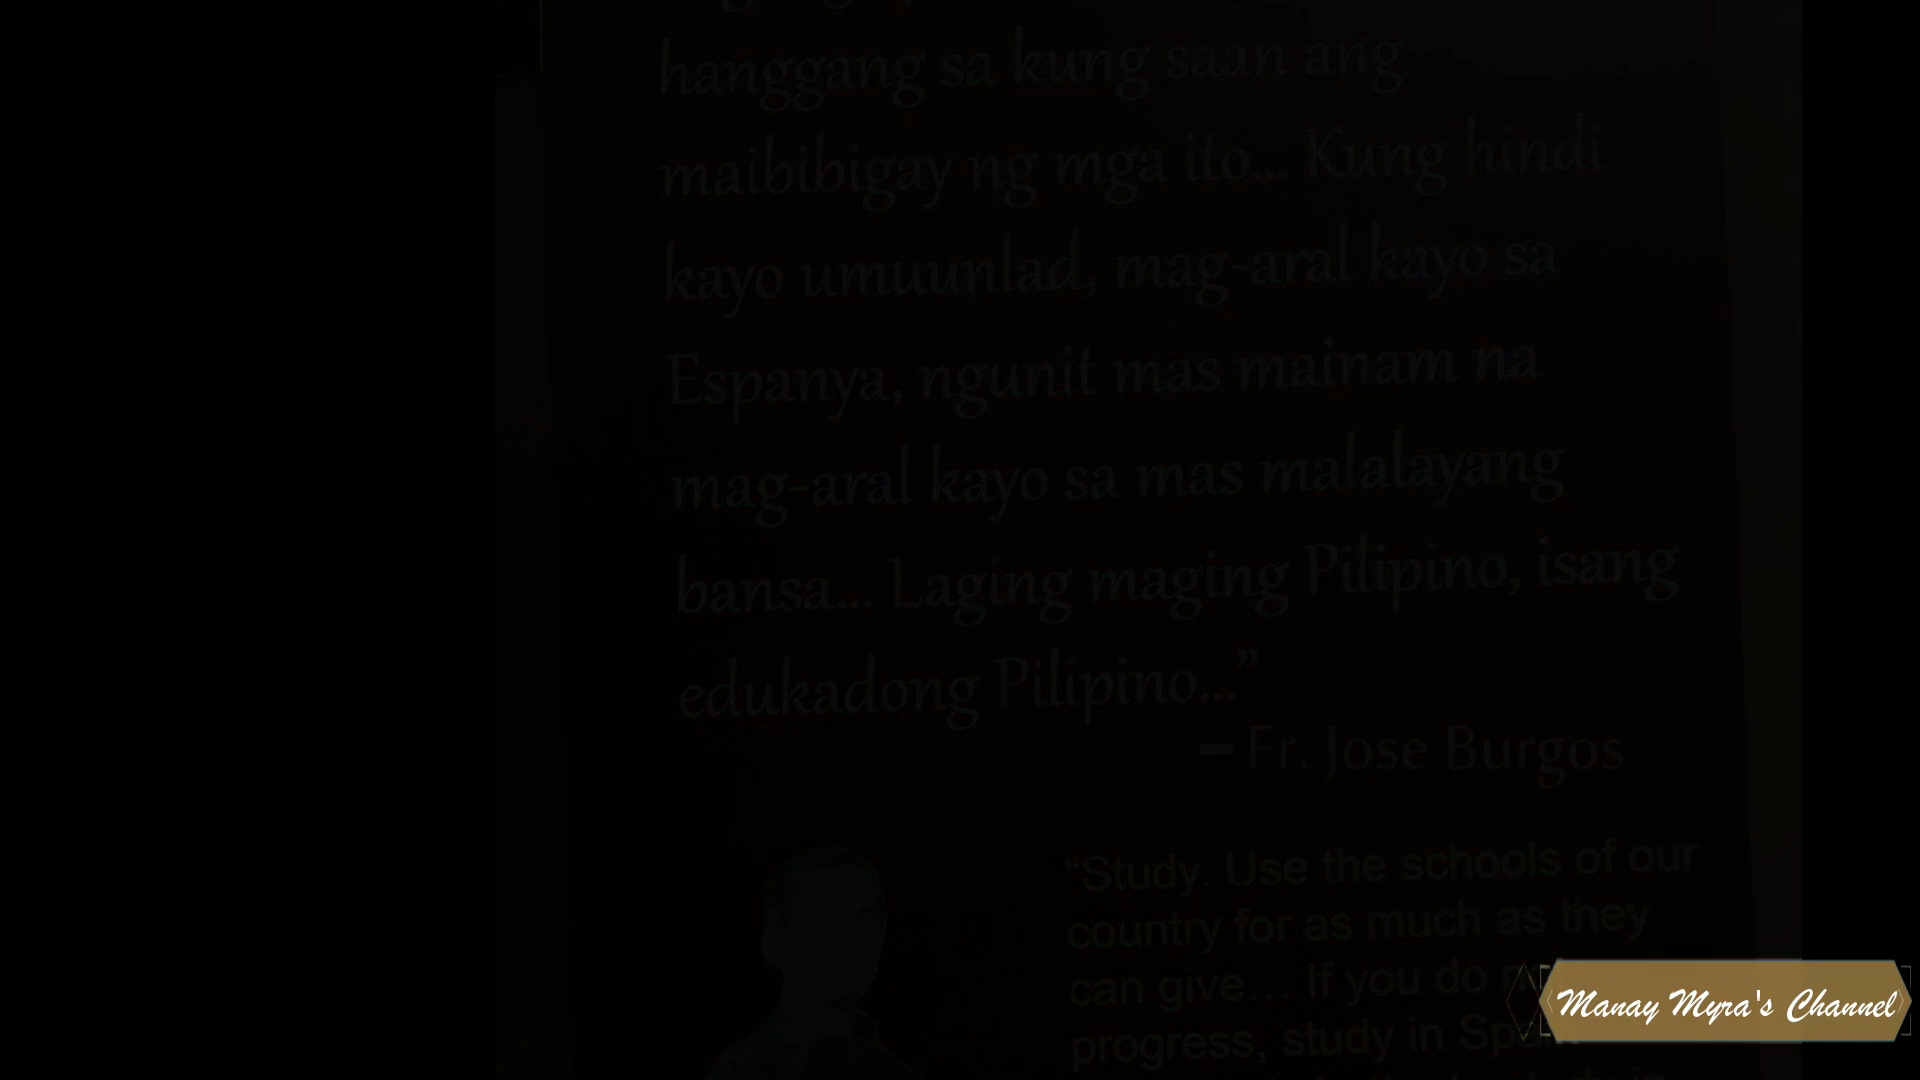 hanggang sa kung saan ang
maibibigay ng mga ito... Kung hindi
kayo umuunlad, mag-aral kayo sa
Espanya, ngunit mas mainam na
mag-aral kayo sa mas malalayang
bansa... Laging maging Pilipino, isang
edukadong Pilipino...”
– Fr. Jose Burgos
“Study. Use the schools of our
country for as much as they
can give... If you do
progress, study in
Manay Myra's Channel